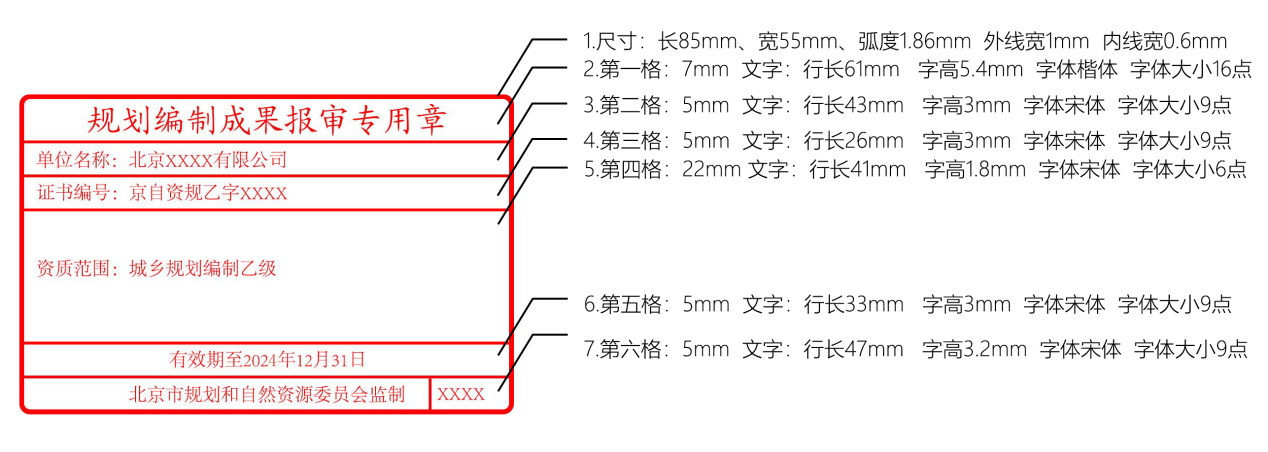 规划编制成果报审专用章
单位名称：北京XXXX有限公司
证书编号：京自资规乙字XXXX
资质范围：城乡规划编制乙级
有效期至2024年12月31日
北京市规划和自然资源委员会监制 XXXX
1.尺寸：长85mm、宽55mm、弧度1.86mm 外线宽1mm 内线宽0.6mm
2.第一格：7mm 文字：行长61mm 字高5.4mm 字体楷体 字体大小16点
3.第二格：5mm 文字：行长43mm 字高3mm 字体宋体 字体大小9点
4.第三格：5mm 文字：行长26mm 字高3mm 字体宋体 字体大小9点
5.第四格：22mm 文字：行长41mm 字高1.8mm 字体宋体 字体大小6点
6.第五格：5mm 文字：行长33mm 字高3mm 字体宋体 字体大小9点
7.第六格：5mm 文字：行长47mm 字高3.2mm 字体宋体 字体大小9点